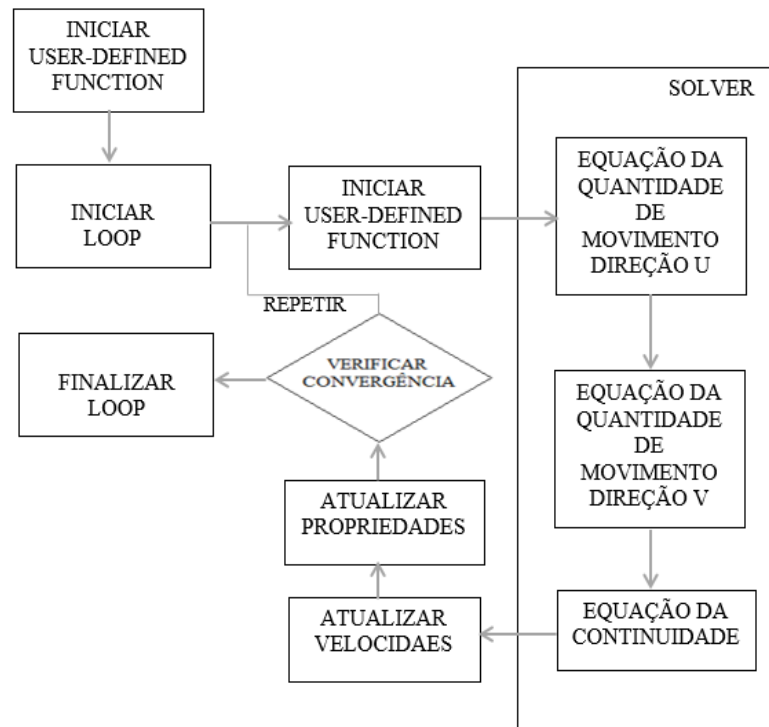 INICIAR
USER-DEFINED
FUNCTION
SOLVER
INICIAR
LOOP
INICIAR
USER-DEFINED
FUNCTION
EQUAÇÃO DA
QUANTIDADE
DE
MOVIMENTO
DIREÇÃO U
REPETIR
FINALIZAR
LOOP
VERIFICAR
CONVERGÊNCIA
EQUAÇÃO DA
QUANTIDADE
DE
MOVIMENTO
DIREÇÃO V
ATUALIZAR
PROPRIEDADES
ATUALIZAR
VELOCIDAES
EQUAÇÃO DA
CONTINUIDADE